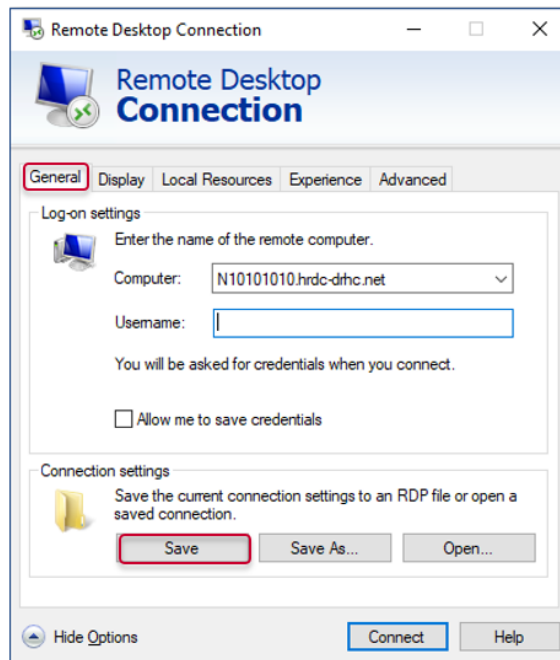 Remote Desktop Connection
Remote Desktop
Connection
General Display Local Resources Experience Advanced
Log-on settings
Enter the name of the remote computer.
Computer: N10101010.hrdc-drhc.net
Username:
You will be asked for credentials when you connect.
Allow me to save credentials
Connection settings
Save the current connection settings to an RDP file or open a
saved connection.
Save Save As... Open...
Hide Options Connect Help